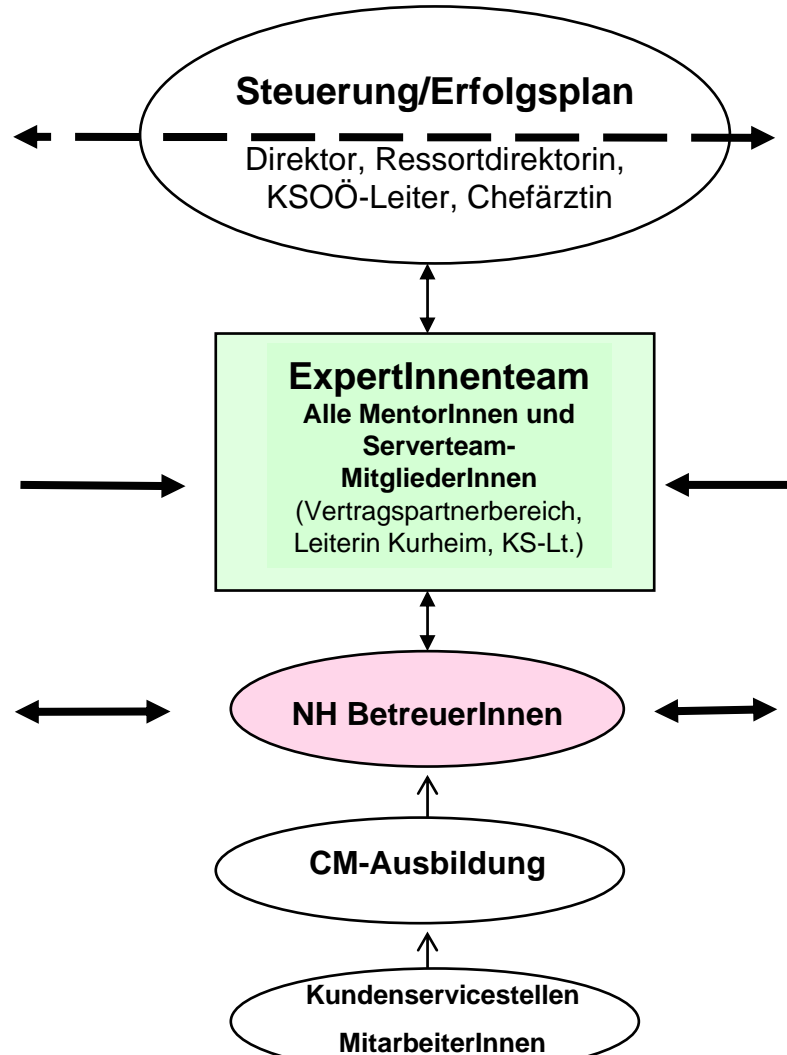 Steuerung/Erfolgsplan
Direktor, Ressortdirektorin,
KSOÖ-Leiter, Chefärztin
ExpertInnenteam
Alle MentorInnen und
Serverteam-
MitgliederInnen
(Vertragspartnerbereich,
Leiterin Kurheim, KS-Lt.)
NH BetreuerInnen
CM-Ausbildung
Kundenservicestellen
MitarbeiterInnen